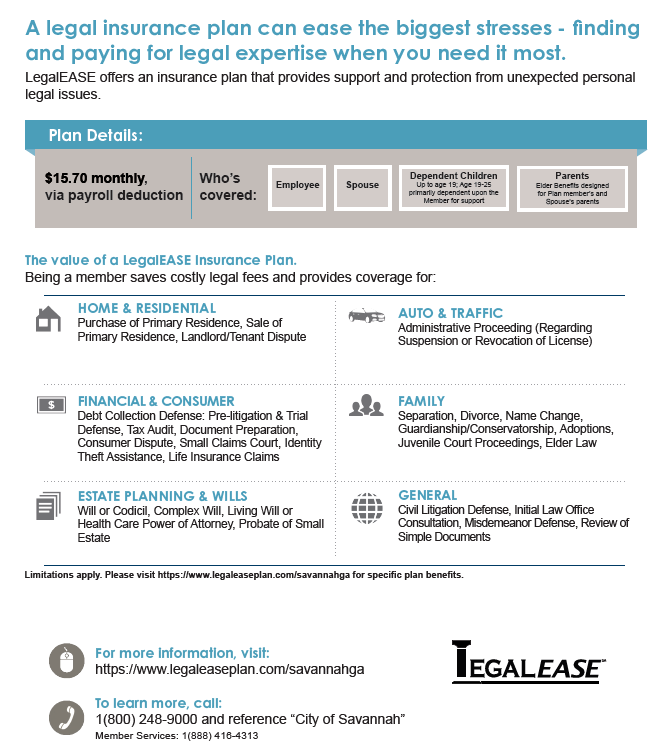 A legal insurance plan can ease the biggest stresses - finding
and paying for legal expertise when you need it most.
LegalEASE offers an insurance plan that provides support and protection from unexpected personal
legal issues.
Plan Details:
$15.70 monthly,
via payroll deduction
Who's
covered:
Employee
Spouse
Dependent Children
Up to age 19; Age 19-25
primarily dependent upon the
Member for support
Parents
Elder Benefits designed
for Plan member's and
Spouse's parents
The value of a LegalEASE Insurance Plan.
Being a member saves costly legal fees and provides coverage for:
HOME & RESIDENTIAL
Purchase of Primary Residence, Sale of
Primary Residence, Landlord/Tenant Dispute
AUTO & TRAFFIC
Administrative Proceeding (Regarding
Suspension or Revocation of License)
FINANCIAL & CONSUMER
Debt Collection Defense: Pre-litigation & Trial
Defense, Tax Audit, Document Preparation,
Consumer Dispute, Small Claims Court, Identity
Theft Assistance, Life Insurance Claims
FAMILY
Separation, Divorce, Name Change,
Guardianship/Conservatorship, Adoptions,
Juvenile Court Proceedings, Elder Law
ESTATE PLANNING & WILLS
Will or Codicil, Complex Will, Living Will or
Health Care Power of Attorney, Probate of Small
Estate
GENERAL
Civil Litigation Defense, Initial Law Office
Consultation, Misdemeanor Defense, Review of
Simple Documents
Limitations apply. Please visit https://www.legaleaseplan.com/savannahga for specific plan benefits.
For more information, visit:
https://www.legaleaseplan.com/savannahga
LEGALEASE℠
To learn more, call:
1(800) 248-9000 and reference “City of Savannah”
Member Services: 1(888) 416-4313